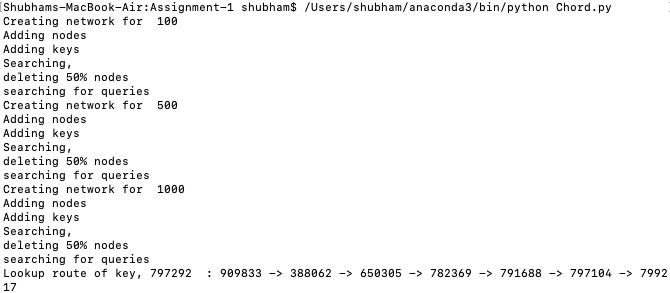 [Shubhams-MacBook-Air:Assignment-1 shubham$ /Users/shubham/anaconda3/bin/python Chord.py
Creating network for  100
Adding nodes
Adding keys
Searching,
deleting 50% nodes
searching for queries
Creating network for  500
Adding nodes
Adding keys
Searching,
deleting 50% nodes
searching for queries
Creating network for  1000
Adding nodes
Adding keys
Searching,
deleting 50% nodes
searching for queries
Lookup route of key, 797292  : 909833 -> 388062 -> 650305 -> 782369 -> 791688 -> 797104 -> 7992
17